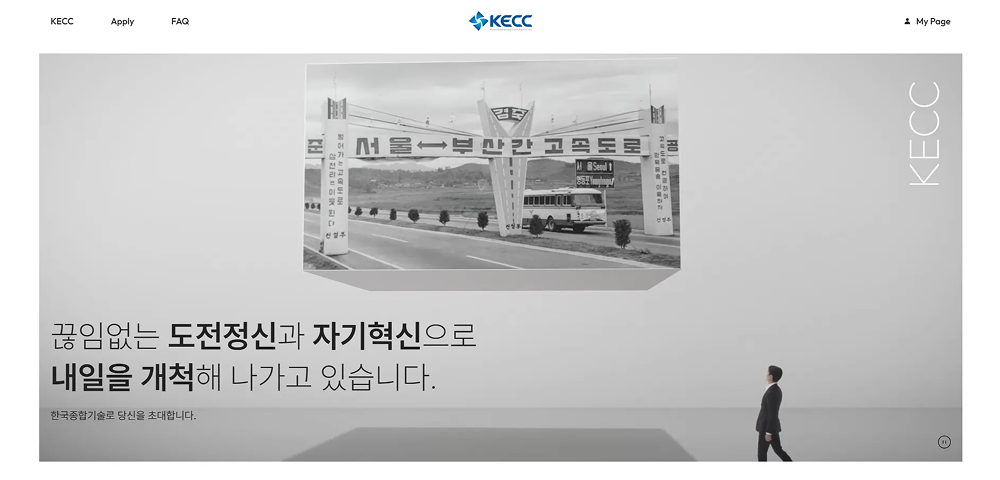 KECC
Apply
FAQ
KECC
My Page
KECC
준 서울↔부산간 고속도로
Seoul
끊임없는 도전정신과 자기혁신으로
내일을 개척해 나가고 있습니다.
한국종합기술로 당신을 초대합니다.